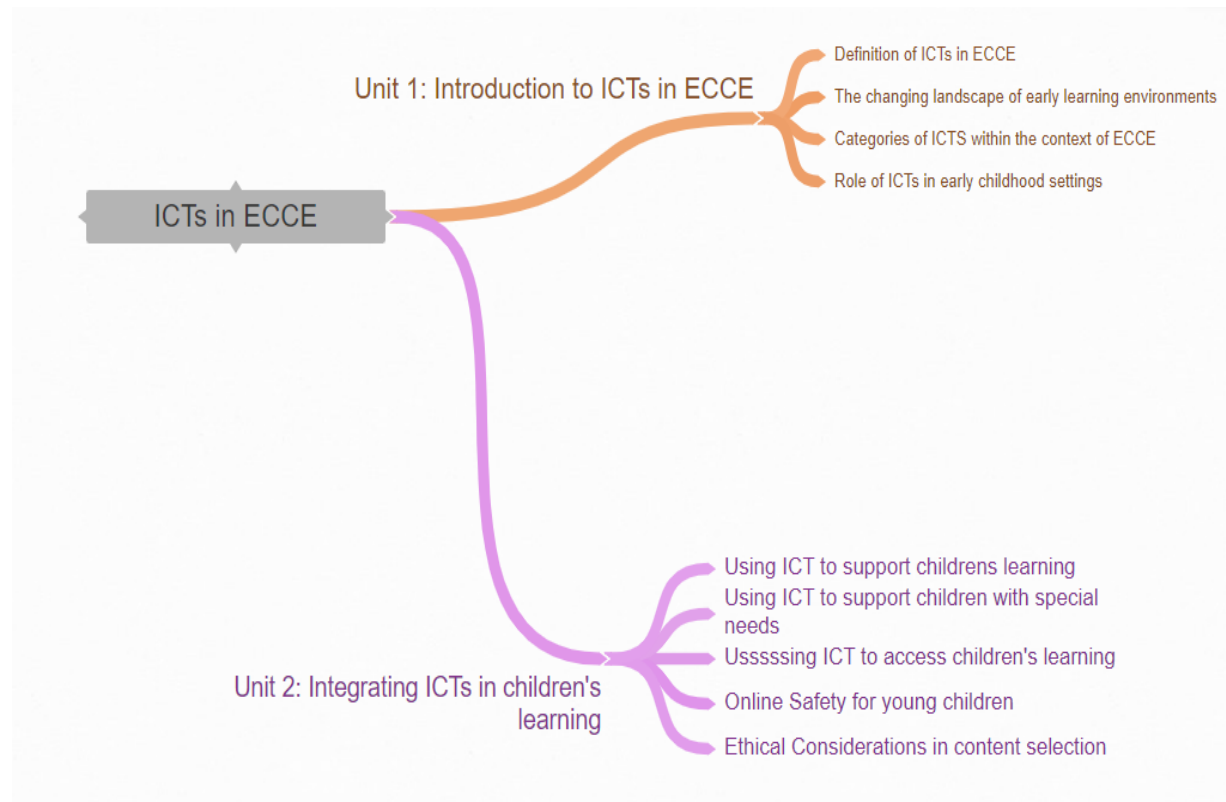 Unit 1: Introduction to ICTs in ECCE
Definition of ICTs in ECCE
The changing landscape of early learning environments
Categories of ICTS within the context of ECCE
Role of ICTs in early childhood settings
ICTs in ECCE
Unit 2: Integrating ICTs in children's
learning
Using ICT to support childrens learning
Using ICT to support children with special
needs
Usssssing ICT to access children's learning
Online Safety for young children
Ethical Considerations in content selection